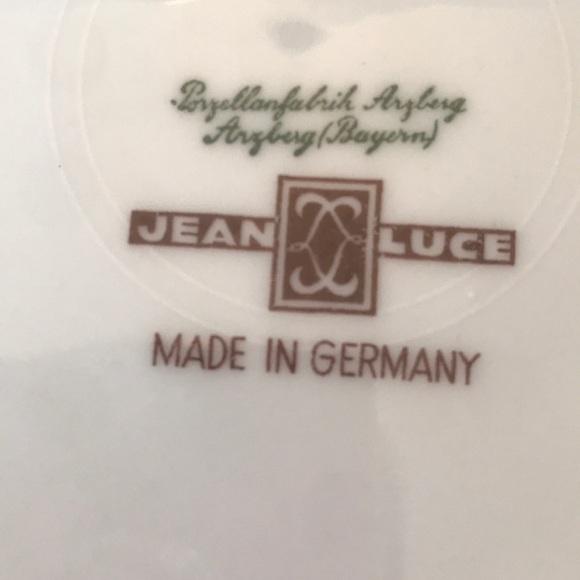 Porzellanfabrik Arzberg
Arzberg (Bayern)
JEAN LUCE
MADE IN GERMANY